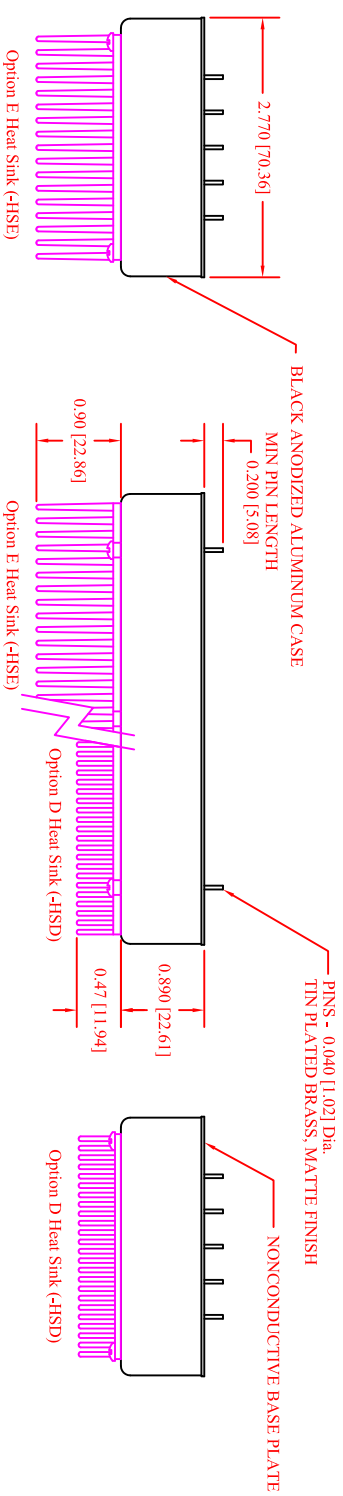 2.770 [70.36]
BLACK ANODIZED ALUMINUM CASE
Option E Heat Sink (-HSE)
MIN PIN LENGTH
0.200 [5.08]
0.90 [22.86]
Option E Heat Sink (-HSE)
PINS - 0.040 [1.02] Dia.
TIN PLATED BRASS, MATTE FINISH
0.890 [22.61]
0.47 [11.94]
Option D Heat Sink (-HSD)
NONCONDUCTIVE BASE PLATE
Option D Heat Sink (-HSD)